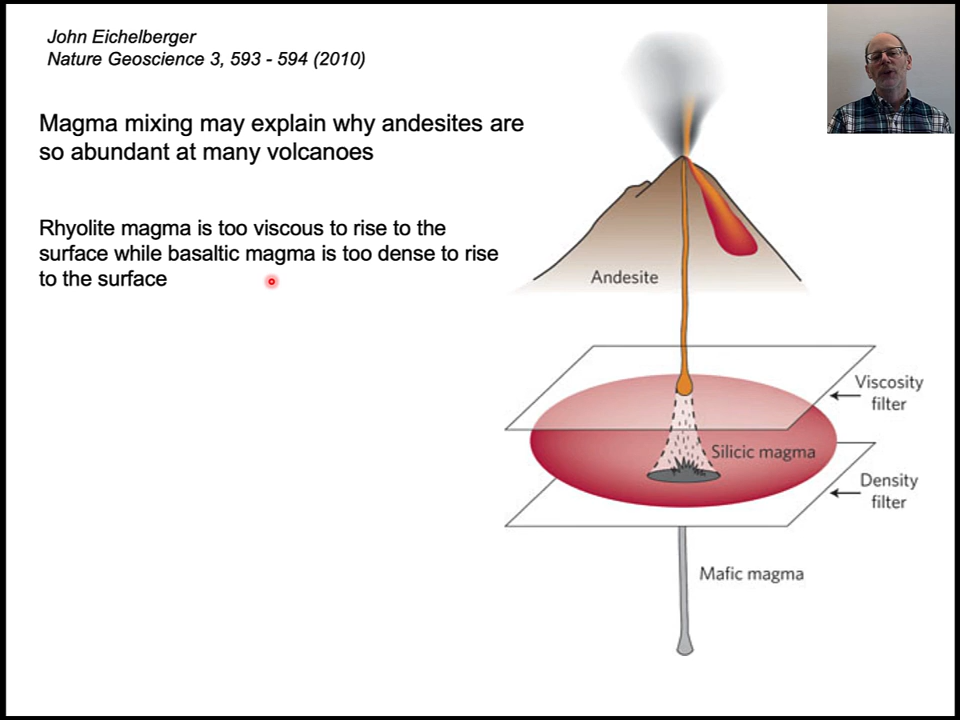 John Eichelberger
Nature Geoscience 3, 593 - 594 (2010)
Magma mixing may explain why andesites are
so abundant at many volcanoes
Rhyolite magma is too viscous to rise to the
surface while basaltic magma is too dense to rise
to the surface
Andesite
Viscosity
filter
Silicic magma
Density
filter
Mafic magma